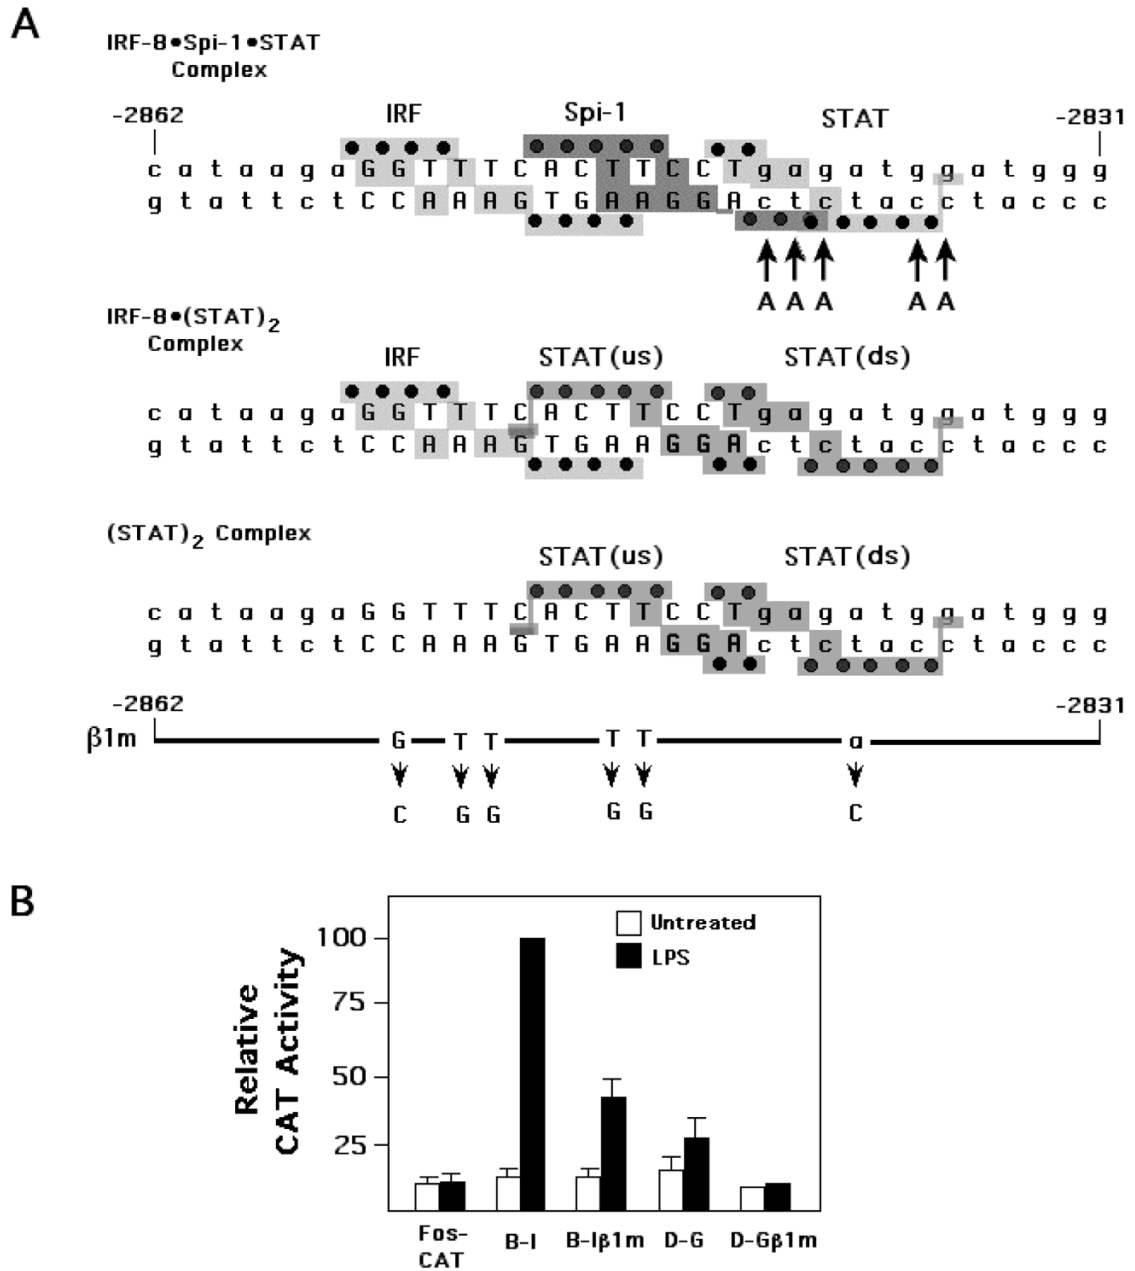 A
IRF-8•Spi-1•STAT
Complex
-2862
IRF
Spi-1
STAT
-2831
c a t a a g a G G T T T C A C T T C C T g a g a t g g g a t g g g
g t a t t c t C C A A A G T G A A G G A c t c t a c c c t a c c c
A A A A A
IRF-8•(STAT)2
Complex
IRF
STAT(us)
STAT(ds)
c a t a a g a G G T T T C A C T T C C T g a g a t g g a t g g g
g t a t t c t C C A A A G T G A A G G A c t c t a c c t a c c c
(STAT)2 Complex
STAT(us)
STAT(ds)
c a t a a g a G G T T T C A C T T C C T g a g a t g g a t g g g
g t a t t c t C C A A A G T G A A G G A c t c t a c c t a c c c
-2862
-2831
β1m
G T T T T a
C G G G G C
B
Relative
CAT Activity
100
75
50
25
Untreated
LPS
Fos-
CAT
B-I
B-Iβ1m
D-G
D-Gβ1m